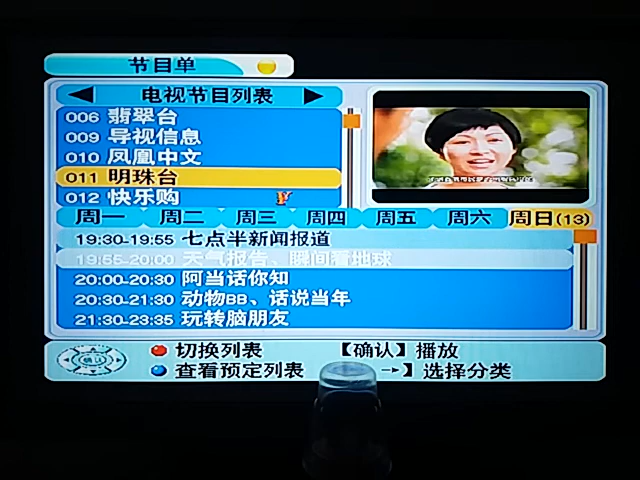 节目单
电视节目列表
006 翡翠台
009 导视信息
010 凤凰中文
011 明珠台
012 快乐购
周一 周二 周三 周四 周五 周六 周日(13)
19:30-19:55 七点半新闻报道
19:55-20:00 天气报告、瞬间看地球
20:00-20:30 阿当话你知
20:30-21:30 动物BB、话说当年
21:30-23:35 玩转脑朋友
确认
切换列表 【确认】播放
查看预定列表 →】选择分类